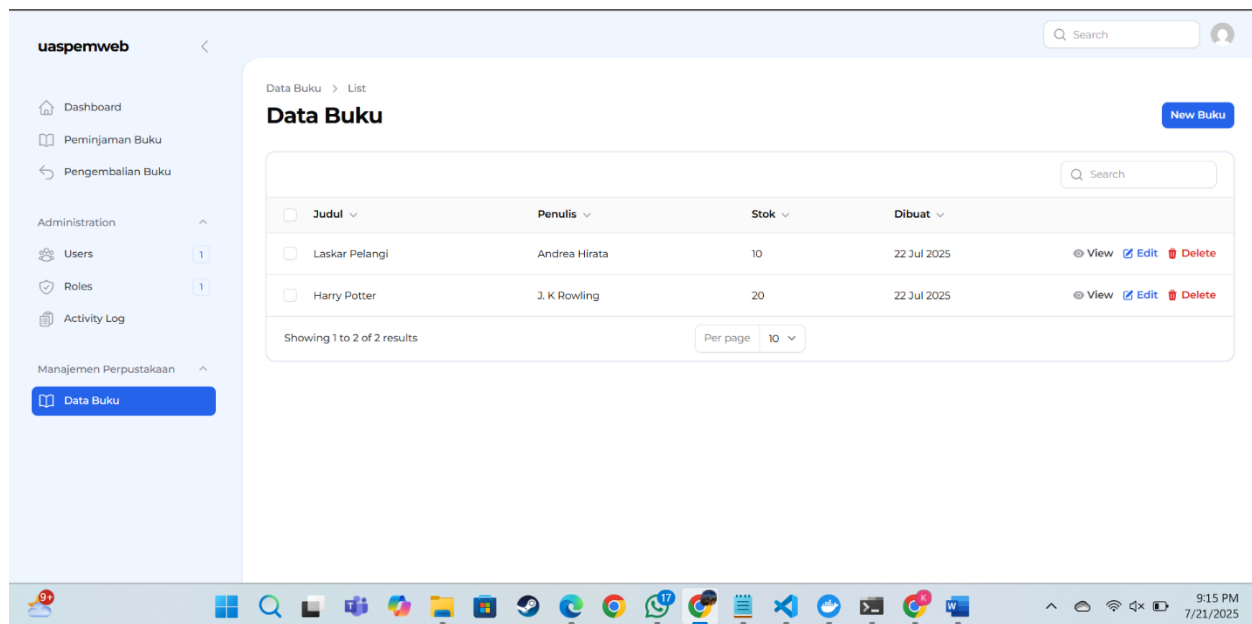 uaspemweb
Search
Dashboard
Peminjaman Buku
Pengembalian Buku
Administration
Users 1
Roles 1
Activity Log
Manajemen Perpustakaan
Data Buku
Data Buku > List
Data Buku
New Buku
Search
Judul Penulis Stok Dibuat
Laskar Pelangi Andrea Hirata 10 22 Jul 2025 View Edit Delete
Harry Potter J. K Rowling 20 22 Jul 2025 View Edit Delete
Showing 1 to 2 of 2 results Per page 10
9+
17
K
W
9:15 PM
7/21/2025